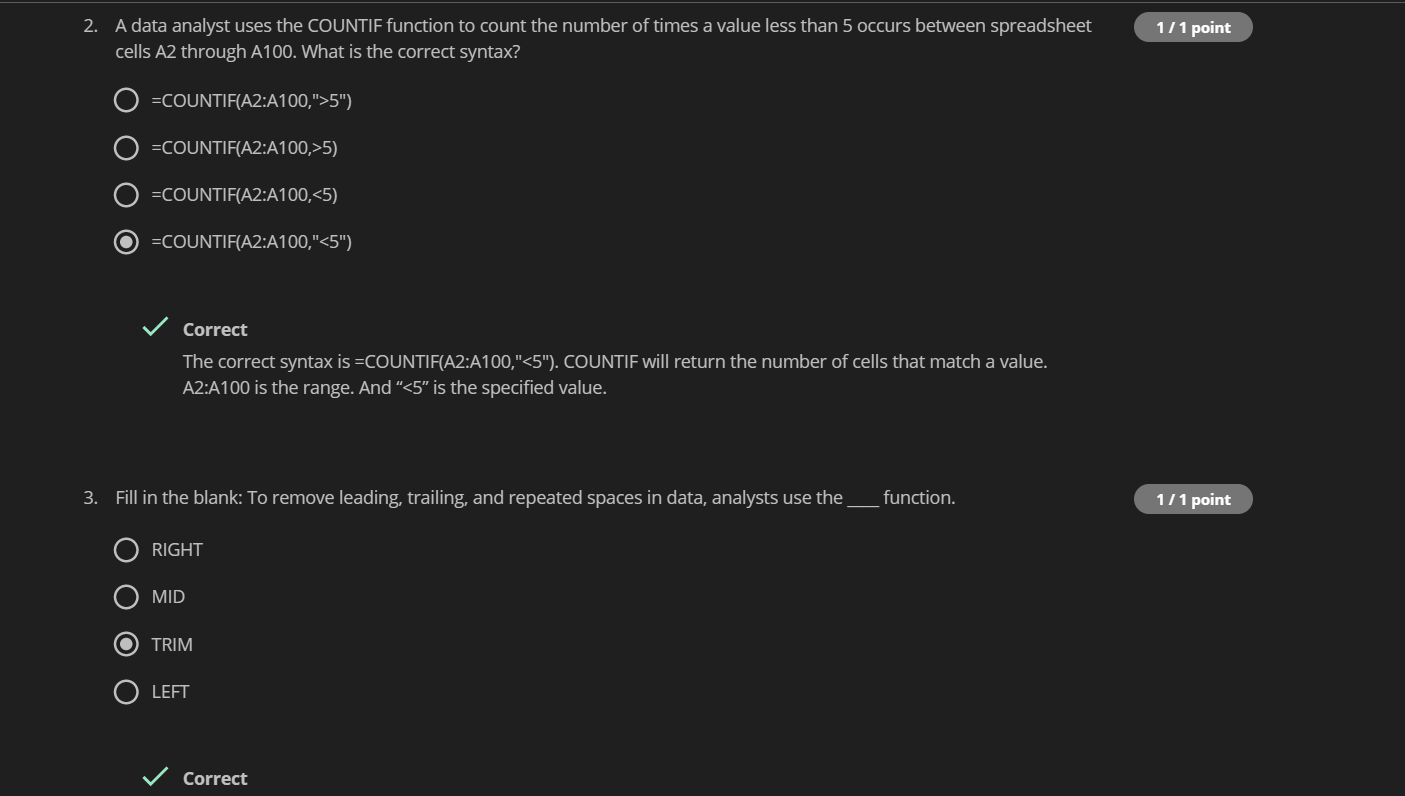 2. A data analyst uses the COUNTIF function to count the number of times a value less than 5 occurs between spreadsheet
cells A2 through A100. What is the correct syntax?
1 / 1 point
=COUNTIF(A2:A100,">5")
=COUNTIF(A2:A100,>5)
=COUNTIF(A2:A100,<5)
=COUNTIF(A2:A100,"<5")
Correct
The correct syntax is =COUNTIF(A2:A100,"<5"). COUNTIF will return the number of cells that match a value.
A2:A100 is the range. And “<5” is the specified value.
3. Fill in the blank: To remove leading, trailing, and repeated spaces in data, analysts use the ____ function.
1 / 1 point
RIGHT
MID
TRIM
LEFT
Correct